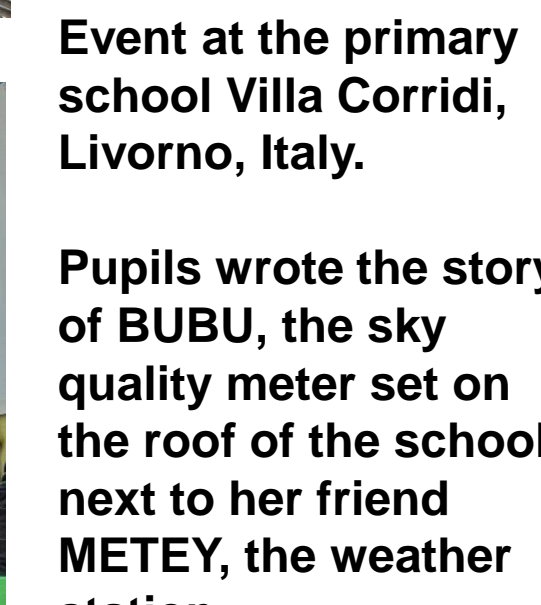 Event at the primary
school Villa Corridi,
Livorno, Italy.
Pupils wrote the story
of BUBU, the sky
quality meter set on
the roof of the school
next to her friend
METEY, the weather
station